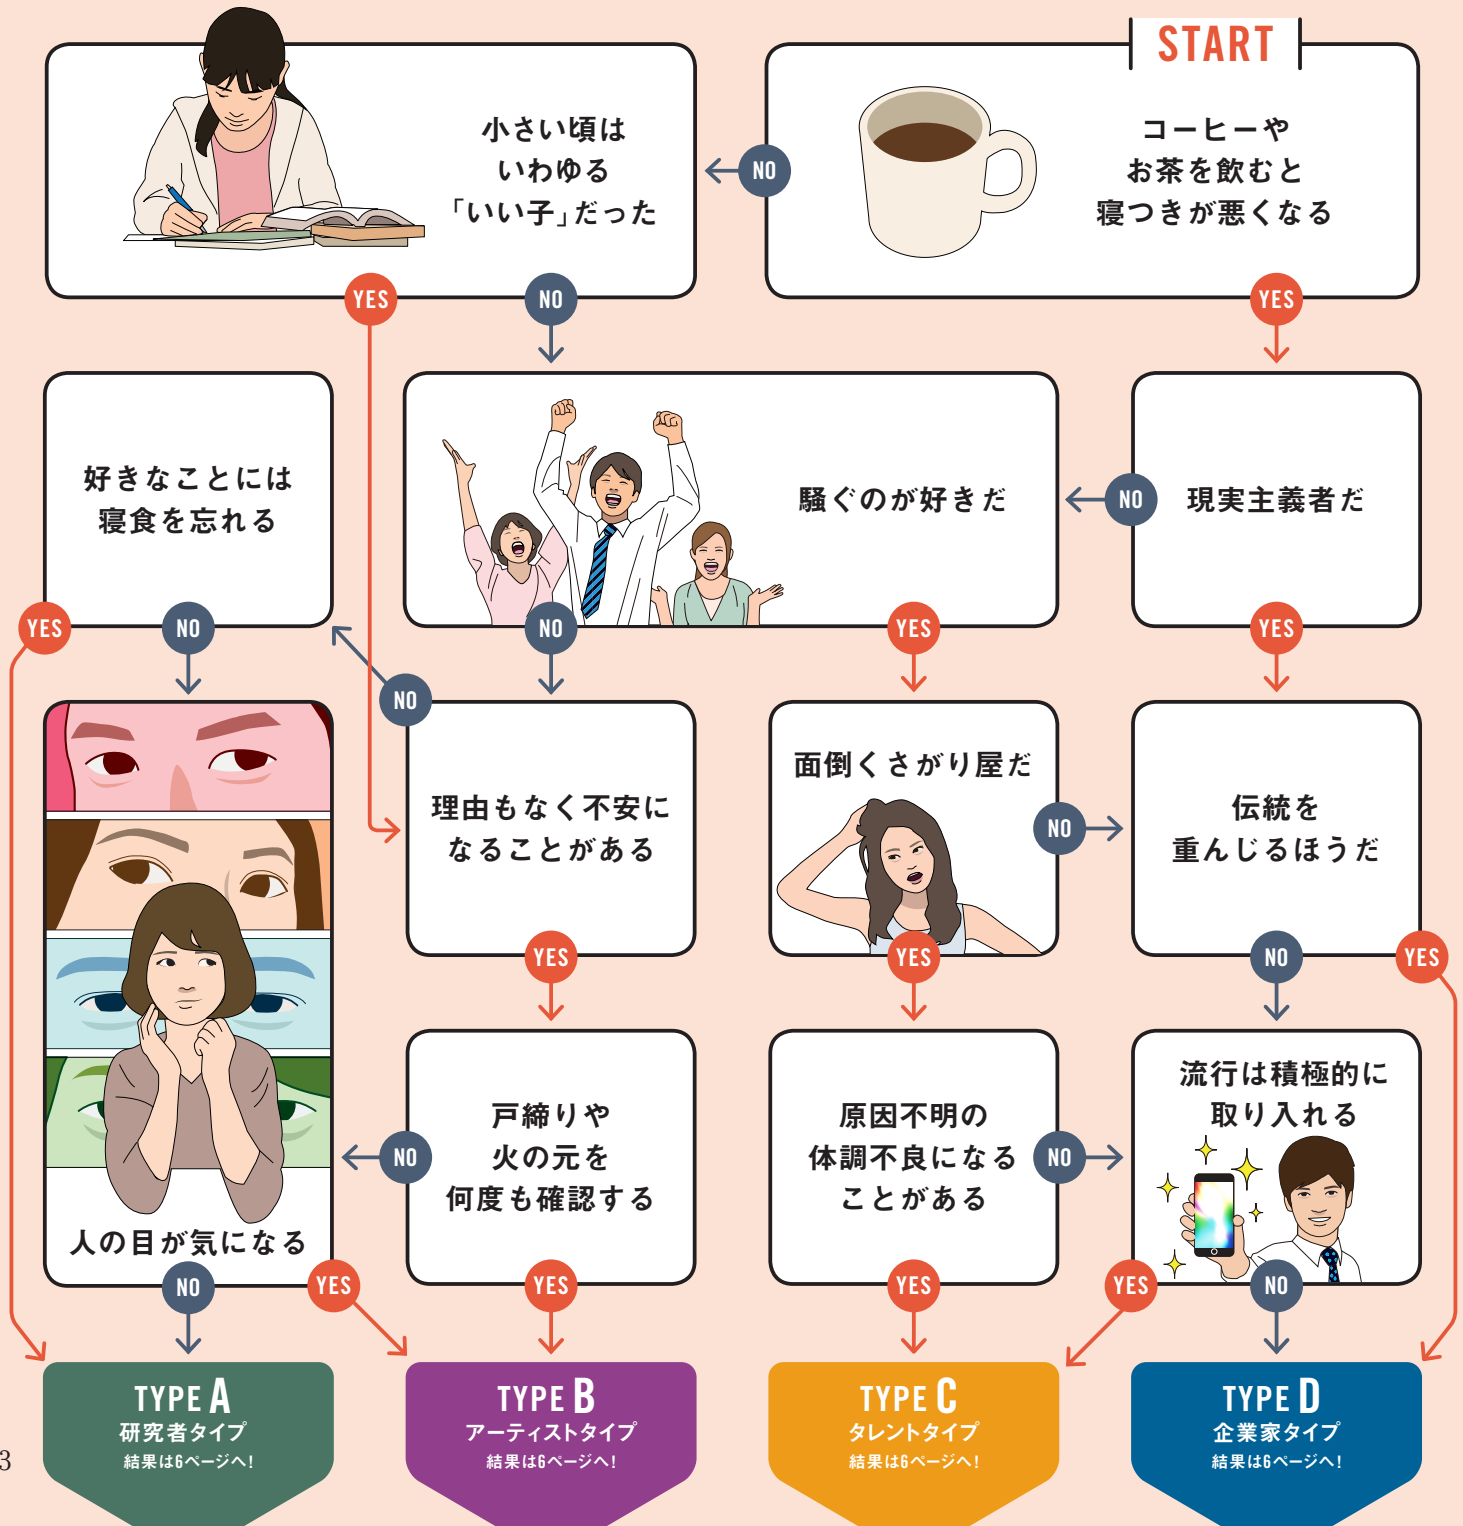 START
コーヒーや
お茶を飲むと
寝つきが悪くなる
NO
YES
小さい頃は
いわゆる
「いい子」だった
YES
NO
好きなことには
寝食を忘れる
YES
NO
騒ぐのが好きだ
NO
YES
現実主義者だ
NO
YES
理由もなく不安に
なることがある
NO
YES
面倒くさがり屋だ
NO
YES
伝統を
重んじるほうだ
NO
YES
人の目が気になる
NO
YES
戸締りや
火の元を
何度も確認する
NO
YES
原因不明の
体調不良になる
ことがある
NO
YES
流行は積極的に
取り入れる
YES
NO
TYPE A
研究者タイプ
結果は6ページへ!
TYPE B
アーティストタイプ
結果は6ページへ!
TYPE C
タレントタイプ
結果は6ページへ!
TYPE D
企業家タイプ
結果は6ページへ!
3